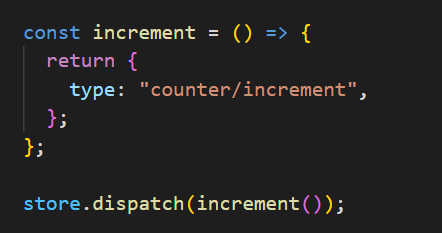 const increment = () => {
  return {
    type: "counter/increment",
  };
};

store.dispatch(increment());